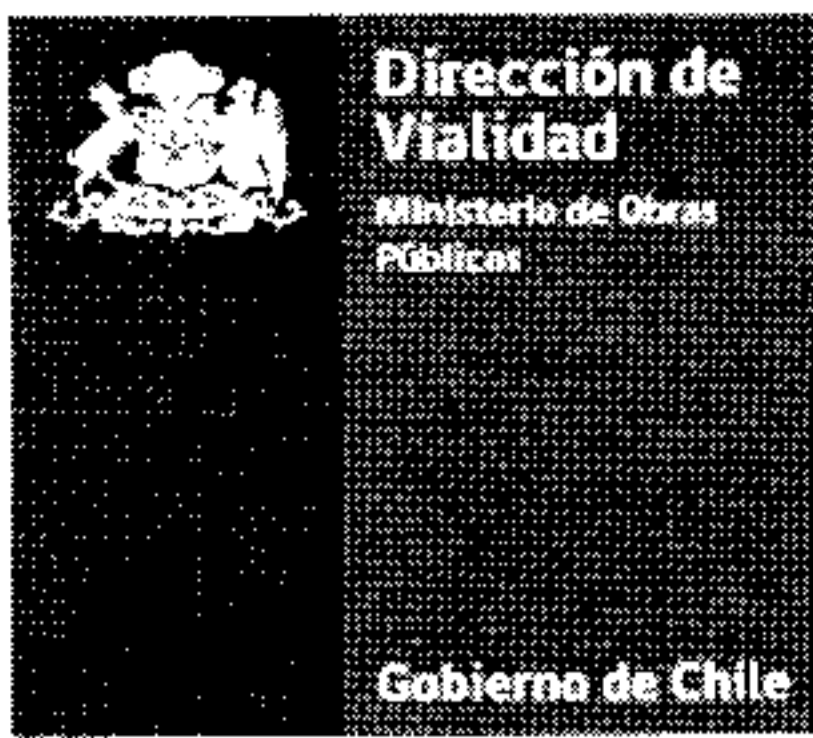 Dirección de
Vialidad
Ministerio de Obras
Públicas
Gobierno de Chile